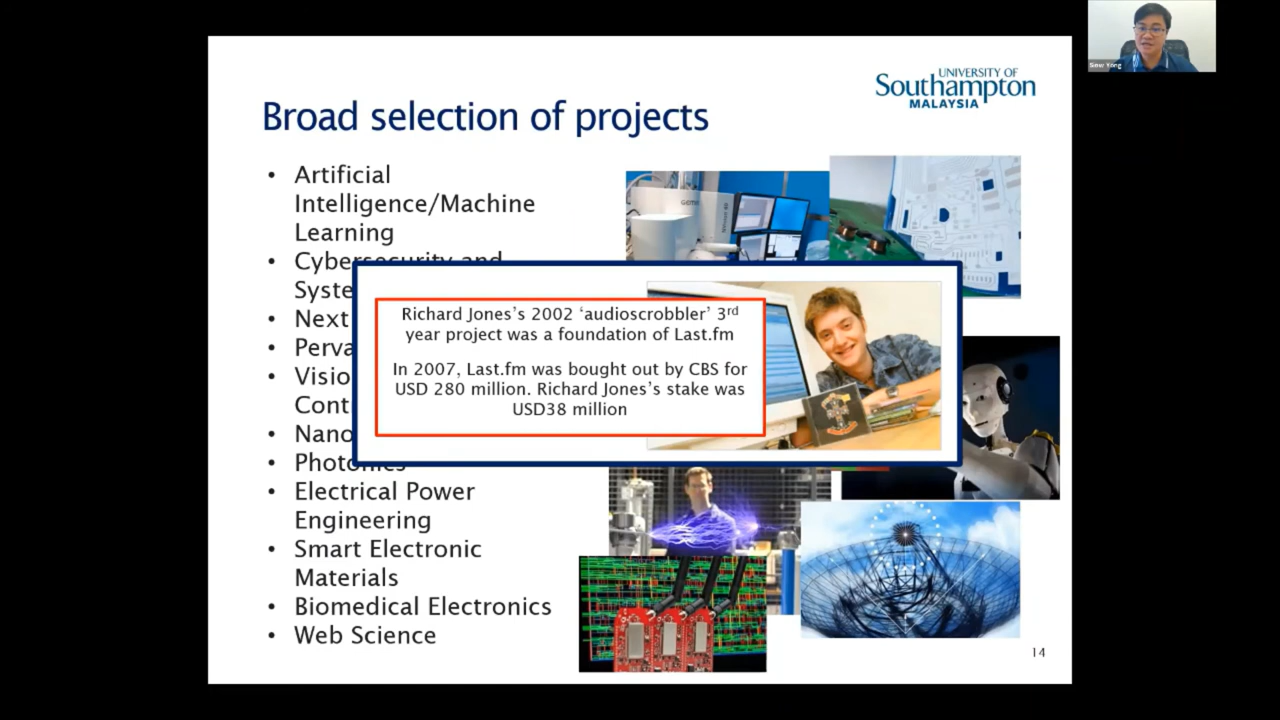 Siew Yong
UNIVERSITY OF
Southampton
MALAYSIA
Broad selection of projects
• Artificial
Intelligence/Machine
Learning
• Cybersecurity and
Syste
• Next
• Perva
• Visio
Cont
• Nano
• Photonics
• Electrical Power
Engineering
• Smart Electronic
Materials
• Biomedical Electronics
• Web Science
Richard Jones’s 2002 ‘audioscrobbler’ 3rd
year project was a foundation of Last.fm
In 2007, Last.fm was bought out by CBS for
USD 280 million. Richard Jones’s stake was
USD38 million
14